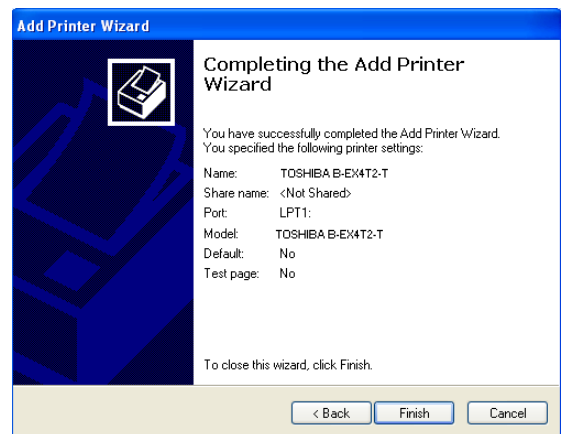 Add Printer Wizard
Completing the Add Printer
Wizard
You have successfully completed the Add Printer Wizard.
You specified the following printer settings:
Name: TOSHIBA B-EX4T2-T
Share name: <Not Shared>
Port: LPT1:
Model: TOSHIBA B-EX4T2-T
Default: No
Test page: No
To close this wizard, click Finish.
< Back Finish Cancel